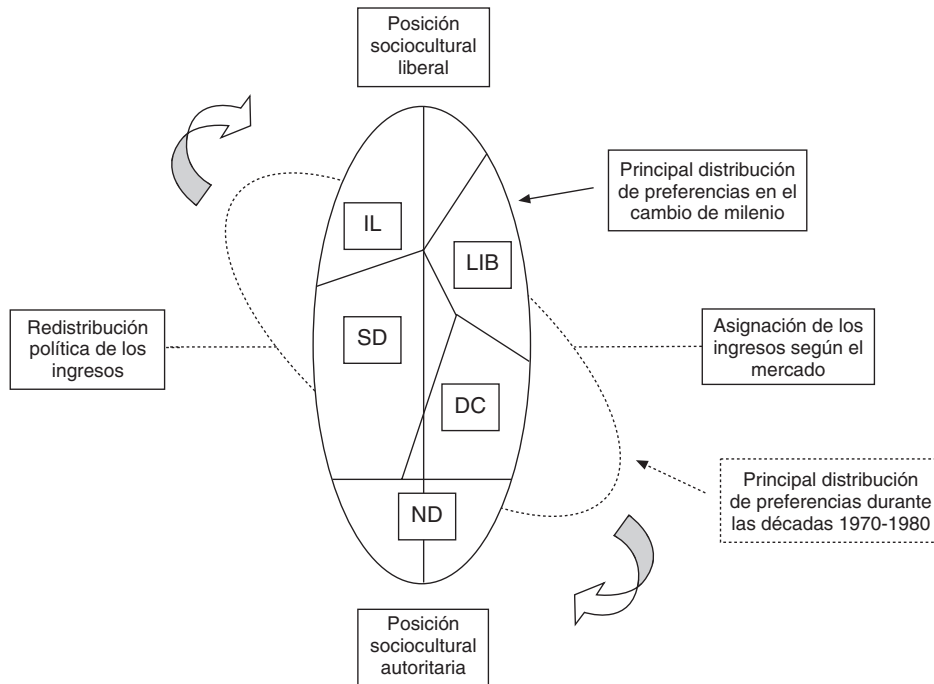 Posición
sociocultural
liberal
Principal distribución
de preferencias en el
cambio de milenio
IL
LIB
Redistribución
política de los
ingresos
SD
Asignación de los
ingresos según el
mercado
DC
Principal distribución
de preferencias durante
las décadas 1970-1980
ND
Posición
sociocultural
autoritaria